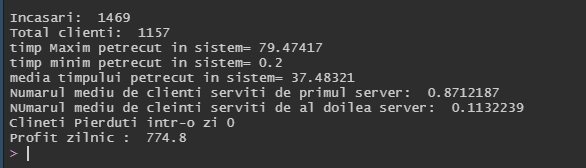 Incasari:  1469
Total clienti:  1157
timp Maxim petrecut in sistem= 79.47417
timp minim petrecut in sistem= 0.2
media timpului petrecut in sistem= 37.48321
Numarul mediu de clienti serviti de primul server:  0.8712187
NUmarul mediu de cleinti serviti de al doilea server:  0.1132239
Clineti Pierduti intr-o zi 0
Profit zilnic :  774.8
>